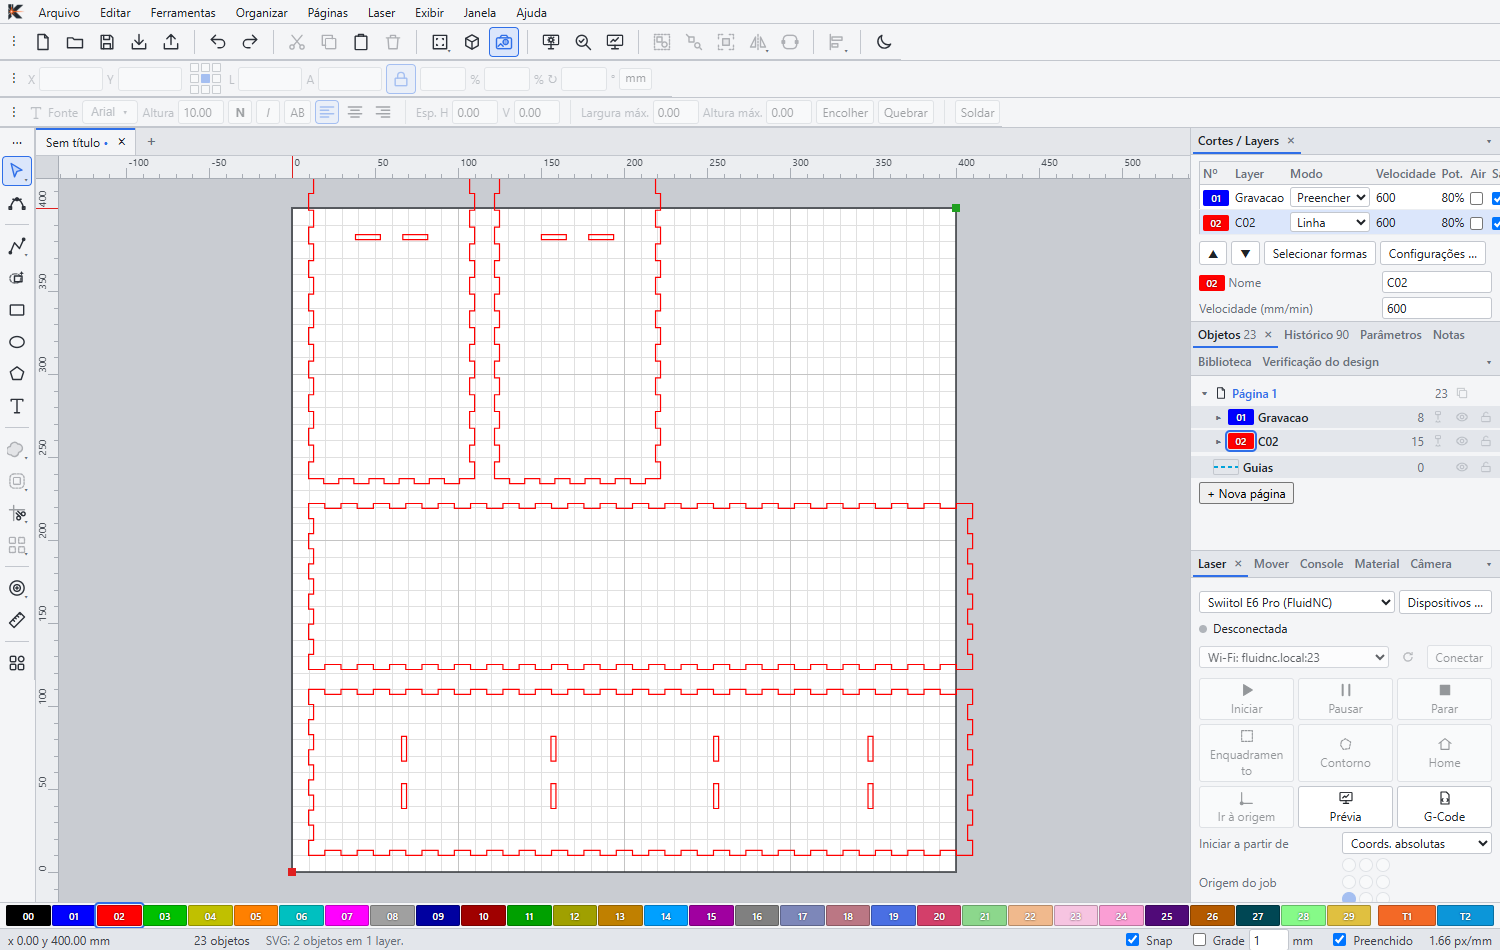 Arquivo Editar Ferramentas Organizar Páginas Laser Exibir Janela Ajuda
X Y L A % % ° mm
Fonte Arial Altura 10.00 N I AB Esp. H 0.00 V 0.00 Largura máx. 0.00 Altura máx. 0.00 Encolher Quebrar Soldar
Sem título • × +
-100 -50 0 50 100 150 200 250 300 350 400 450 500
400
350
300
250
200
150
100
50
0
Cortes / Layers ×
Nº Layer Modo Velocidade Pot. Air
01 Gravacao Preencher 600 80%
02 C02 Linha 600 80%
▲ ▼ Selecionar formas Configurações ...
02 Nome C02
Velocidade (mm/min) 600
Objetos 23 × Histórico 90 Parâmetros Notas
Biblioteca Verificação do design
Página 1 23
01 Gravacao 8
02 C02 15
Guias 0
+ Nova página
Laser × Mover Console Material Câmera
Swiitol E6 Pro (FluidNC) Dispositivos ...
Desconectada
Wi-Fi: fluidnc.local:23 Conectar
Iniciar Pausar Parar
Enquadramen
to
Contorno Home
Ir à origem Prévia G-Code
Iniciar a partir de Coords. absolutas
Origem do job
00 01 02 03 04 05 06 07 08 09 10 11 12 13 14 15 16 17 18 19 20 21 22 23 24 25 26 27 28 29 T1 T2
x 0.00 y 400.00 mm 23 objetos SVG: 2 objetos em 1 layer. Snap Grade 1 mm Preenchido 1.66 px/mm